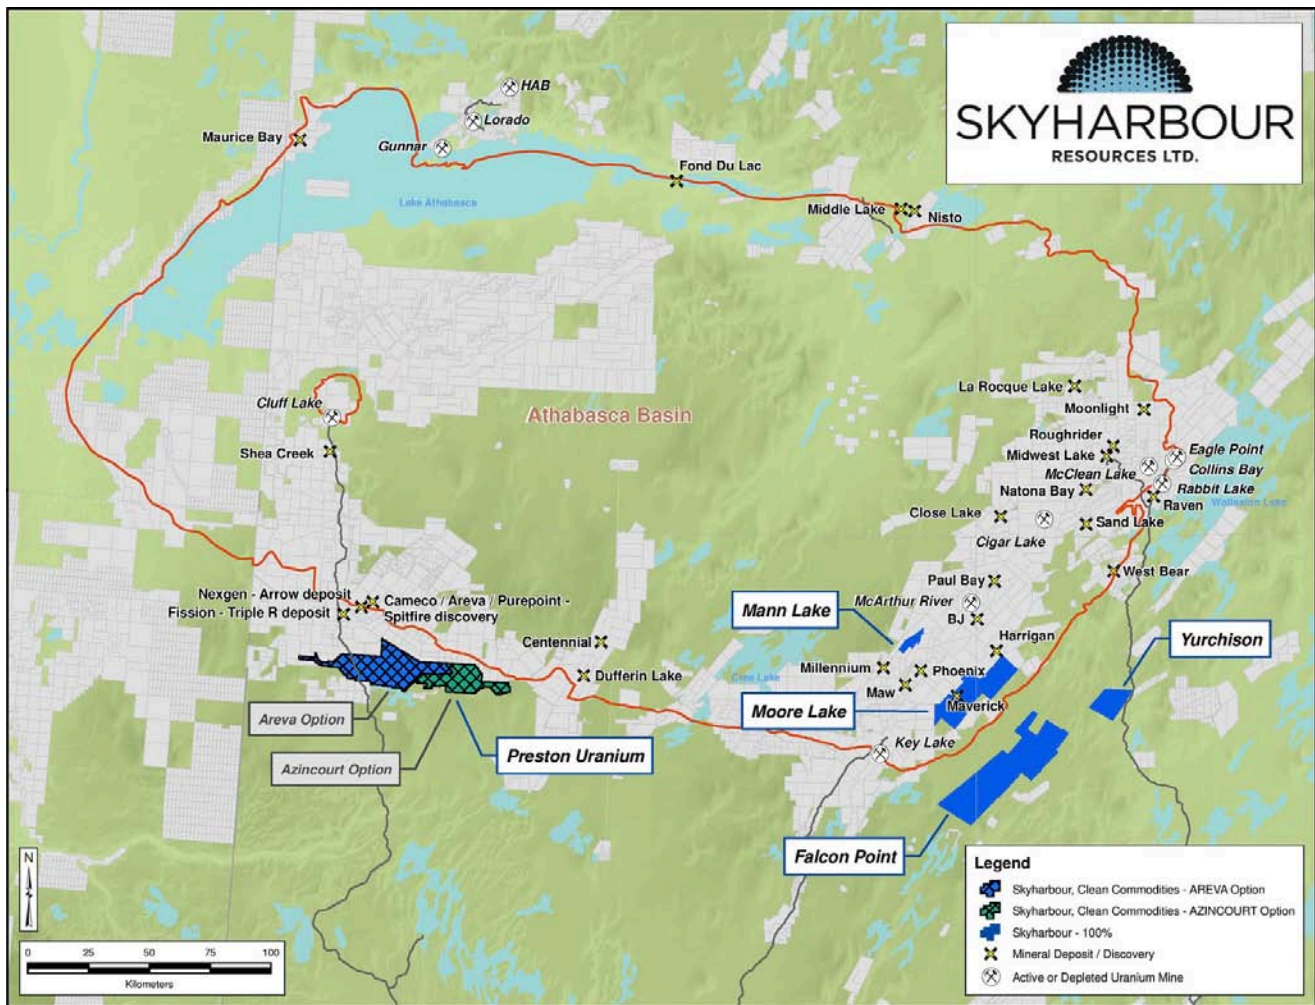 SKYHARBOUR
RESOURCES LTD.
HAB
Lorado
Gunnar
Maurice Bay
Fond Du Lac
Lake Athabasca
Middle Lake
Nisto
La Rocque Lake
Moonlight
Cluff Lake
Athabasca Basin
Shea Creek
Roughrider
Midwest Lake
McClean Lake
Eagle Point
Collins Bay
Rabbit Lake
Raven
Wollaston Lake
Natona Bay
Close Lake
Cigar Lake
Sand Lake
West Bear
Paul Bay
McArthur River
BJ
Harrigan
Mann Lake
Yurchison
Nexgen - Arrow deposit
Fission - Triple R deposit
Cameco / Areva / Purepoint -
Spitfire discovery
Centennial
Dufferin Lake
Cree Lake
Millennium
Phoenix
Maw
Maverick
Moore Lake
Key Lake
Areva Option
Azincourt Option
Preston Uranium
Falcon Point
N
0 25 50 75 100
Kilometers
Legend
Skyharbour, Clean Commodities - AREVA Option
Skyharbour, Clean Commodities - AZINCOURT Option
Skyharbour - 100%
Mineral Deposit / Discovery
Active or Depleted Uranium Mine